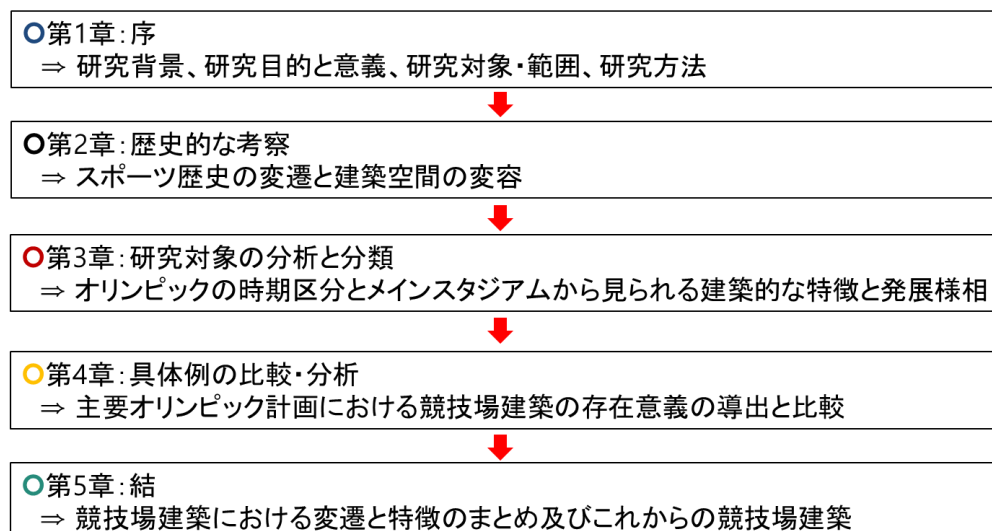 ○第1章：序
⇒ 研究背景、研究目的と意義、研究対象・範囲、研究方法
○第2章：歴史的な考察
⇒ スポーツ歴史の変遷と建築空間の変容
○第3章：研究対象の分析と分類
⇒ オリンピックの時期区分とメインスタジアムから見られる建築的な特徴と発展様相
○第4章：具体例の比較・分析
⇒ 主要オリンピック計画における競技場建築の存在意義の導出と比較
○第5章：結
⇒ 競技場建築における変遷と特徴のまとめ及びこれからの競技場建築